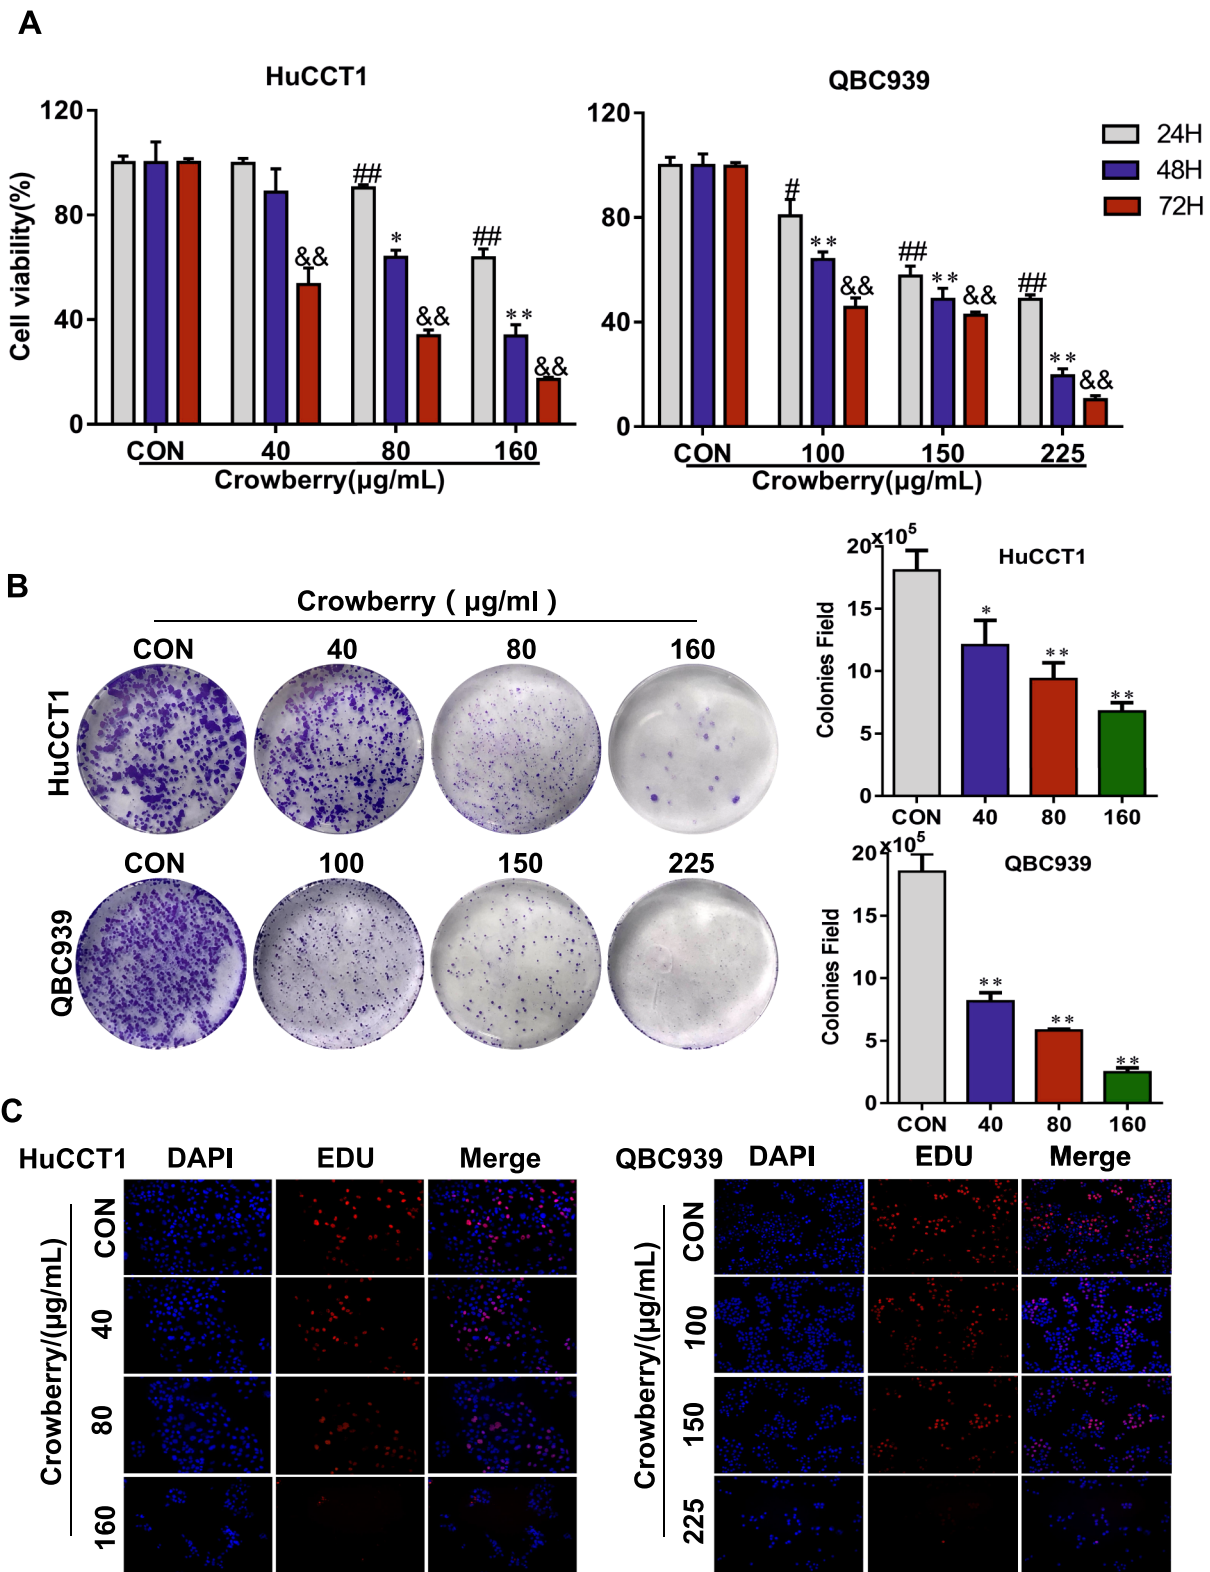 A
HuCCT1
120
80
40
0
Cell viability(%)
##
##
*
**
&&
&&
&&
CON 40 80 160
Crowberry(µg/mL)
QBC939
120
80
40
0
#
##
##
**
**
**
&&
&&
&&
CON 100 150 225
Crowberry(µg/mL)
24H
48H
72H
B
Crowberry ( µg/ml )
CON 40 80 160
HuCCT1
CON 100 150 225
QBC939
x10⁵
HuCCT1
20
15
10
5
0
Colonies Field
*
**
**
CON 40 80 160
x10⁵
QBC939
20
15
10
5
0
Colonies Field
**
**
**
CON 40 80 160
C
HuCCT1 DAPI EDU Merge
Crowberry/(µg/mL)
CON
40
80
160
QBC939 DAPI EDU Merge
Crowberry/(µg/mL)
CON
100
150
225